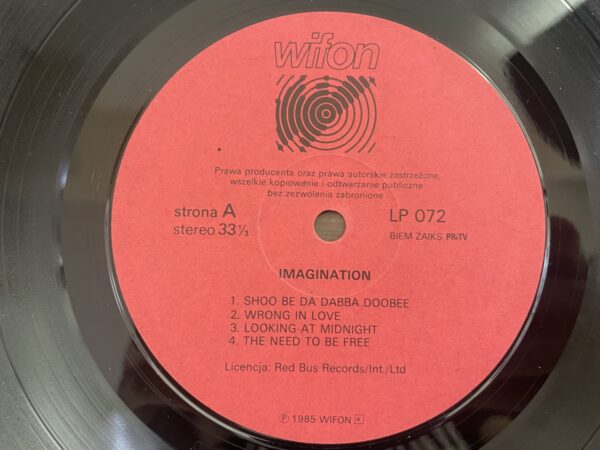 wifon
Prawa producenta oraz prawa autorskie zastrzeżone,
wszelkie kopiowanie i odtwarzanie publiczne
bez zezwolenia zabronione
strona A
LP 072
stereo 33 1/3
BIEM ZAIKS PRiTV
IMAGINATION
1. SHOO BE DA DABBA DOOBEE
2. WRONG IN LOVE
3. LOOKING AT MIDNIGHT
4. THE NEED TO BE FREE
Licencja: Red Bus Records/Int./Ltd
Ⓟ 1985 WIFON K